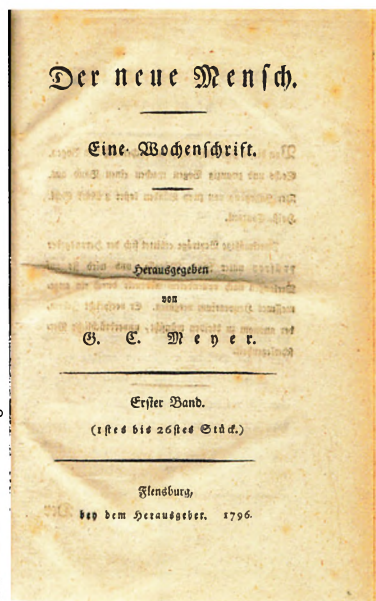 Der neue Mensch.
Eine Wochenschrift.
Herausgegeben
von
G. C. Meyer.
Erster Band.
(1stes bis 26stes Stück.)
Flensburg,
bey dem Herausgeber. 1796.